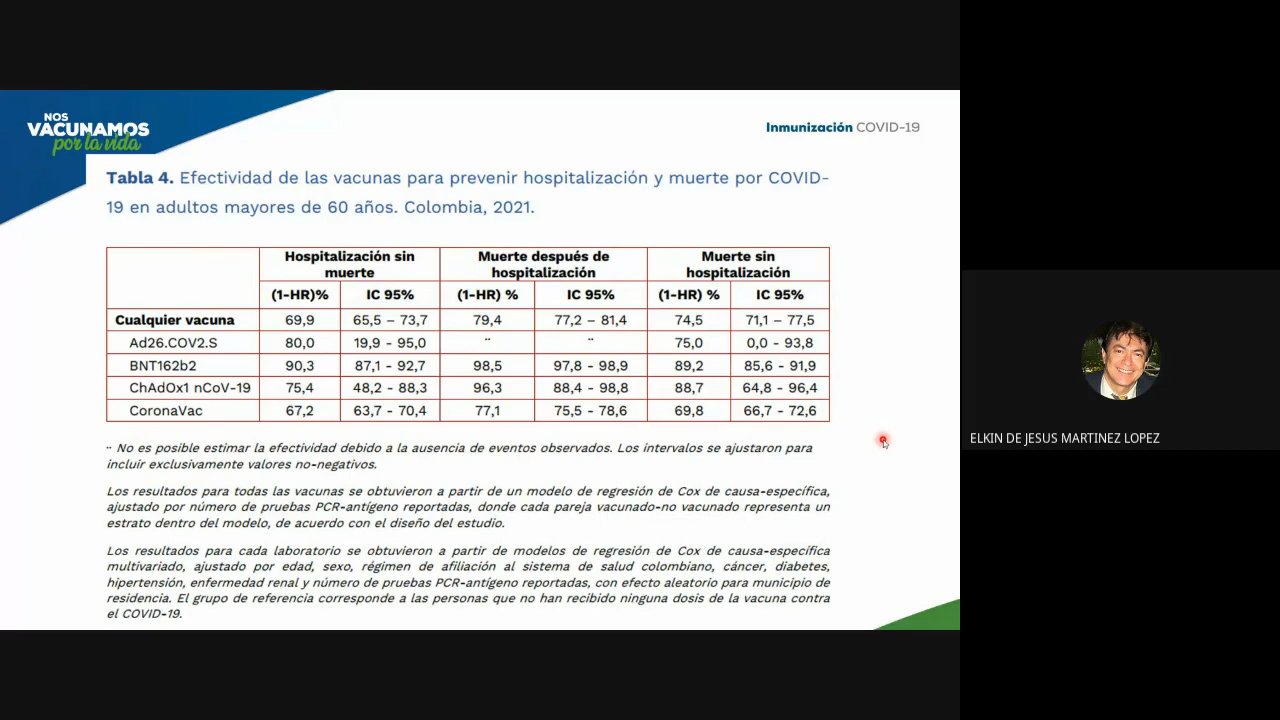 NOS
VACUNAMOS
por la vida
Inmunización COVID-19
Tabla 4. Efectividad de las vacunas para prevenir hospitalización y muerte por COVID-
19 en adultos mayores de 60 años. Colombia, 2021.
Hospitalización sin muerte Muerte después de hospitalización Muerte sin hospitalización
(1-HR)% IC 95% (1-HR) % IC 95% (1-HR) % IC 95%
Cualquier vacuna 69,9 65,5 – 73,7 79,4 77,2 – 81,4 74,5 71,1 – 77,5
Ad26.COV2.S 80,0 19,9 - 95,0 ¨ ¨ 75,0 0,0 - 93,8
BNT162b2 90,3 87,1 - 92,7 98,5 97,8 - 98,9 89,2 85,6 - 91,9
ChAdOx1 nCoV-19 75,4 48,2 - 88,3 96,3 88,4 - 98,8 88,7 64,8 - 96,4
CoronaVac 67,2 63,7 - 70,4 77,1 75,5 - 78,6 69,8 66,7 - 72,6
¨ No es posible estimar la efectividad debido a la ausencia de eventos observados. Los intervalos se ajustaron para
incluir exclusivamente valores no-negativos.
Los resultados para todas las vacunas se obtuvieron a partir de un modelo de regresión de Cox de causa-específica,
ajustado por número de pruebas PCR-antígeno reportadas, donde cada pareja vacunado-no vacunado representa un
estrato dentro del modelo, de acuerdo con el diseño del estudio.
Los resultados para cada laboratorio se obtuvieron a partir de modelos de regresión de Cox de causa-específica
multivariado, ajustado por edad, sexo, régimen de afiliación al sistema de salud colombiano, cáncer, diabetes,
hipertensión, enfermedad renal y número de pruebas PCR-antígeno reportadas, con efecto aleatorio para municipio de
residencia. El grupo de referencia corresponde a las personas que no han recibido ninguna dosis de la vacuna contra
el COVID-19.
ELKIN DE JESUS MARTINEZ LOPEZ